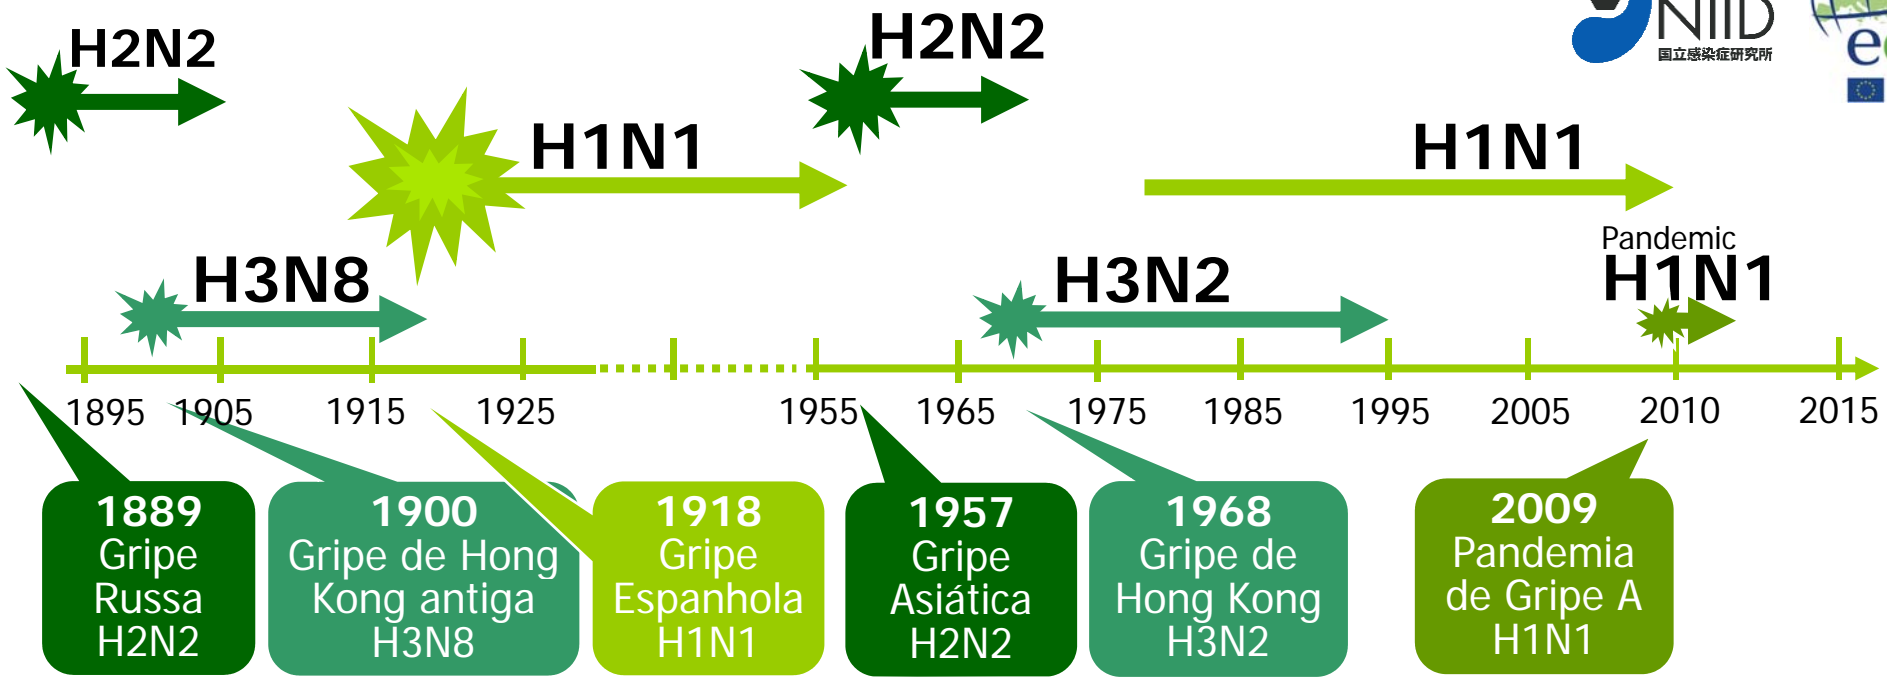 H2N2
H2N2
NIID
国立感染症研究所
H1N1
H1N1
Pandemic
H1N1
H3N8
H3N2
1895
1905
1915
1925
1955
1965
1975
1985
1995
2005
2010
2015
1889
Gripe
Russa
H2N2
1900
Gripe de Hong
Kong antiga
H3N8
1918
Gripe
Espanhola
H1N1
1957
Gripe
Asiática
H2N2
1968
Gripe de
Hong Kong
H3N2
2009
Pandemia
de Gripe A
H1N1